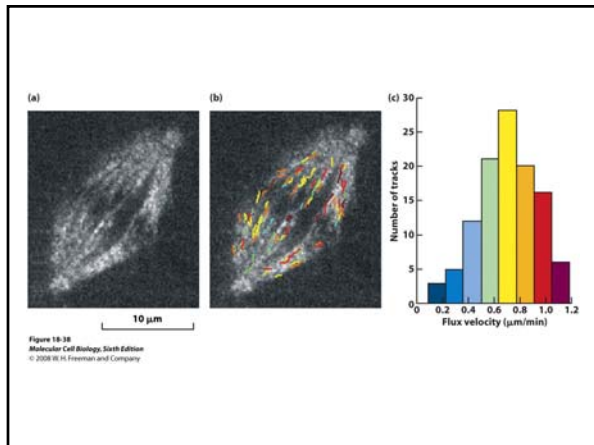 (a)
(b)
(c)
30
25
20
15
10
5
0
Number of tracks
0.2 0.4 0.6 0.8 1.0 1.2
Flux velocity (μm/min)
10 μm
Figure 18-38
Molecular Cell Biology, Sixth Edition
© 2008 W. H. Freeman and Company